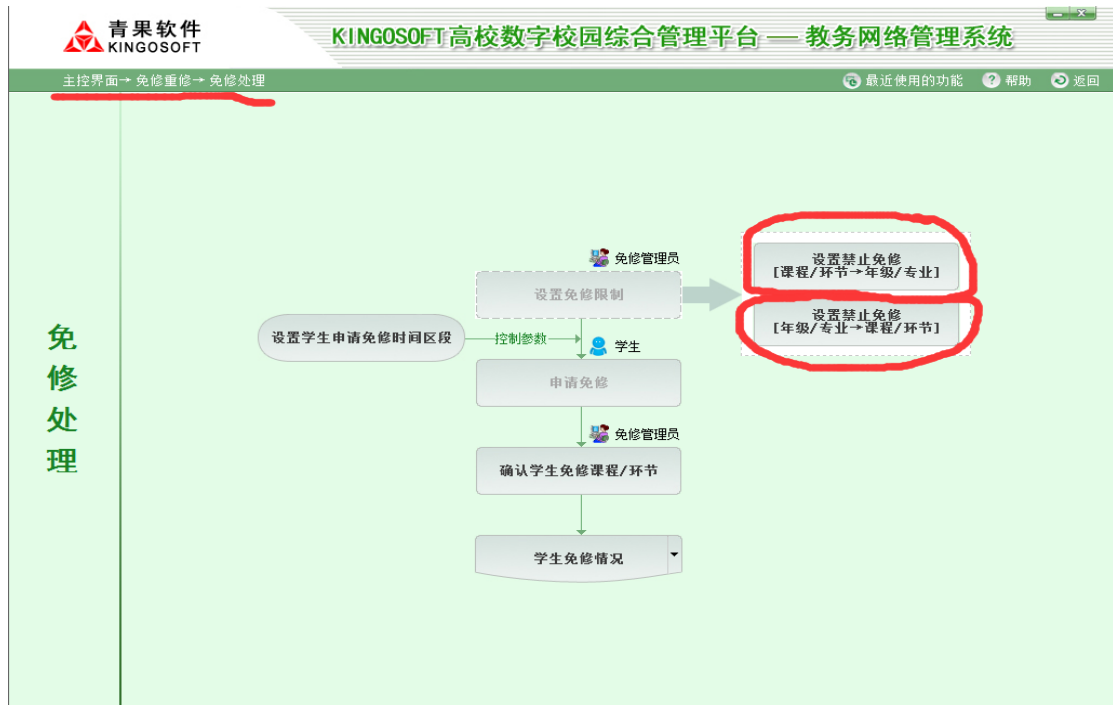 青果软件
KINGOSOFT
KINGOSOFT高校数字校园综合管理平台 — 教务网络管理系统
主控界面→ 免修重修→ 免修处理
最近使用的功能
帮助
返回
免修处理
免修管理员
设置免修限制
设置禁止免修
[课程/环节→年级/专业]
设置禁止免修
[年级/专业→课程/环节]
设置学生申请免修时间区段
控制参数
学生
申请免修
免修管理员
确认学生免修课程/环节
学生免修情况